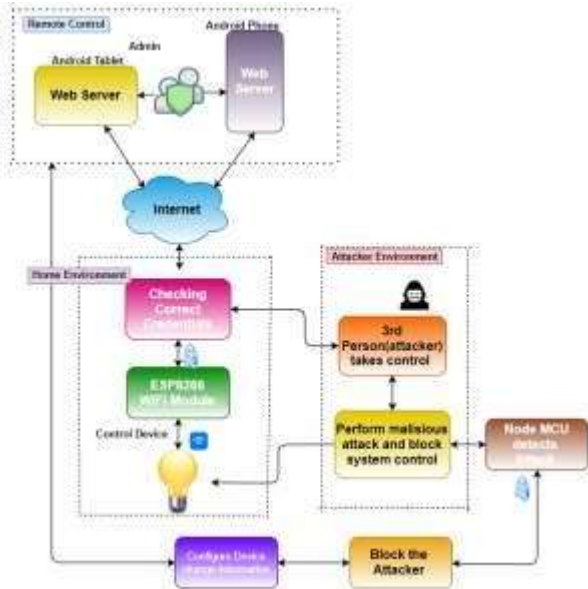 Remote Control
Android Phone
Admin
Android Tablet
Web Server
Web
Server
Internet
Home Environment
Attacker Environment
Checking
Correct
Credentials
3rd
Person(attacker)
takes control
ESP8266
WiFi Module
Control Device
Perform malisious
attack and block
system control
Node MCU
detects
Configure Device
Block the
Attacker